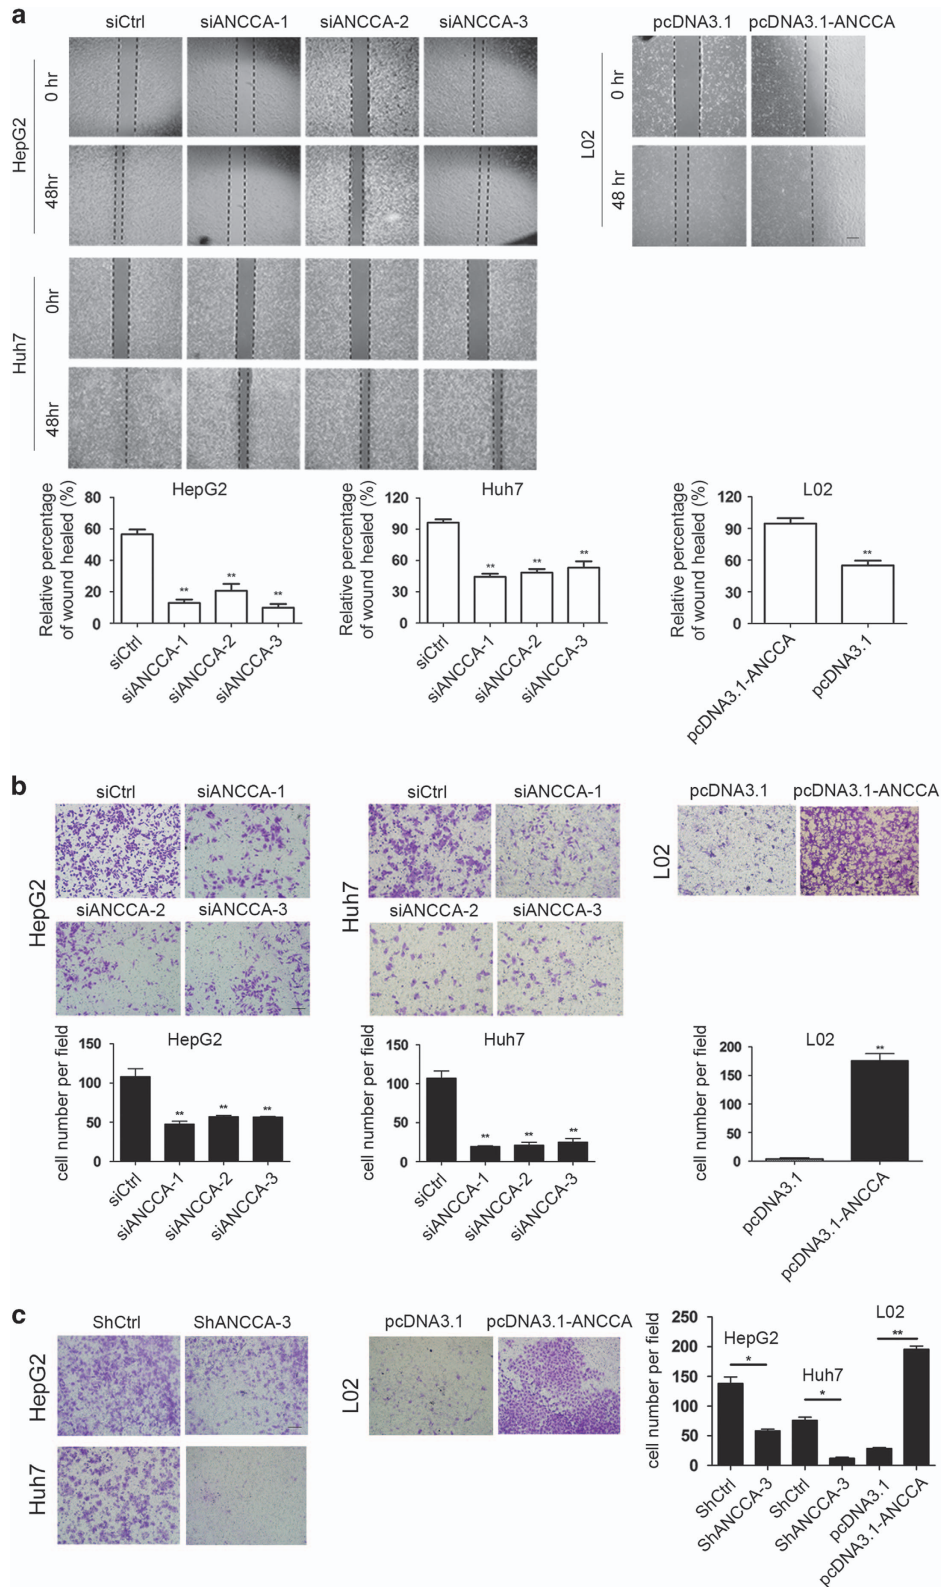 a
siCtrl siANCCA-1 siANCCA-2 siANCCA-3
pcDNA3.1 pcDNA3.1-ANCCA
HepG2
0 hr
48hr
L02
0 hr
48 hr
Huh7
0hr
48hr
HepG2
Relative percentage
of wound healed (%)
80
60
40
20
0
**
**
**
siCtrl
siANCCA-1
siANCCA-2
siANCCA-3
Huh7
Relative percentage
of wound healed (%)
120
90
60
30
0
**
**
**
siCtrl
siANCCA-1
siANCCA-2
siANCCA-3
L02
Relative percentage
of wound healed (%)
120
90
60
30
0
**
pcDNA3.1-ANCCA
pcDNA3.1
b
HepG2
siCtrl siANCCA-1
siANCCA-2 siANCCA-3
Huh7
siCtrl siANCCA-1
siANCCA-2 siANCCA-3
L02
pcDNA3.1 pcDNA3.1-ANCCA
HepG2
cell number per field
150
100
50
0
**
**
**
siCtrl
siANCCA-1
siANCCA-2
siANCCA-3
Huh7
cell number per field
150
100
50
0
**
**
**
siCtrl
siANCCA-1
siANCCA-2
siANCCA-3
L02
cell number per field
200
150
100
50
0
**
pcDNA3.1
pcDNA3.1-ANCCA
c
ShCtrl ShANCCA-3
HepG2
Huh7
pcDNA3.1 pcDNA3.1-ANCCA
L02
cell number per field
250
200
150
100
50
0
HepG2
*
Huh7
*
L02
**
ShCtrl
ShANCCA-3
ShCtrl
ShANCCA-3
pcDNA3.1
pcDNA3.1-ANCCA